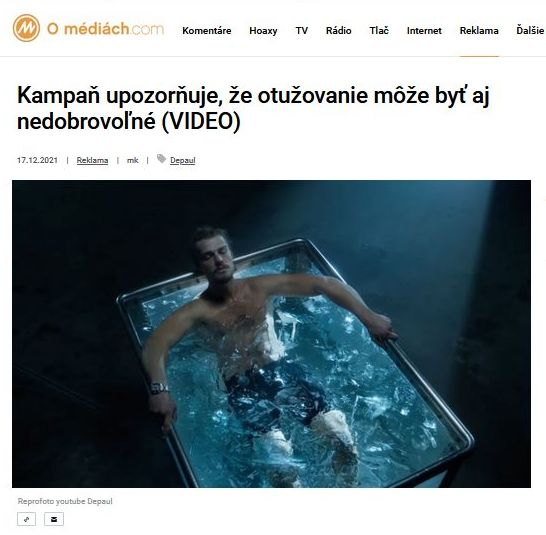 O médiách.com
Komentáre Hoaxy TV Rádio Tlač Internet Reklama Ďalšie
Kampaň upozorňuje, že otužovanie môže byť aj
nedobrovoľné (VIDEO)
17.12.2021 | Reklama | mk | Depaul
Reprofoto youtube Depaul